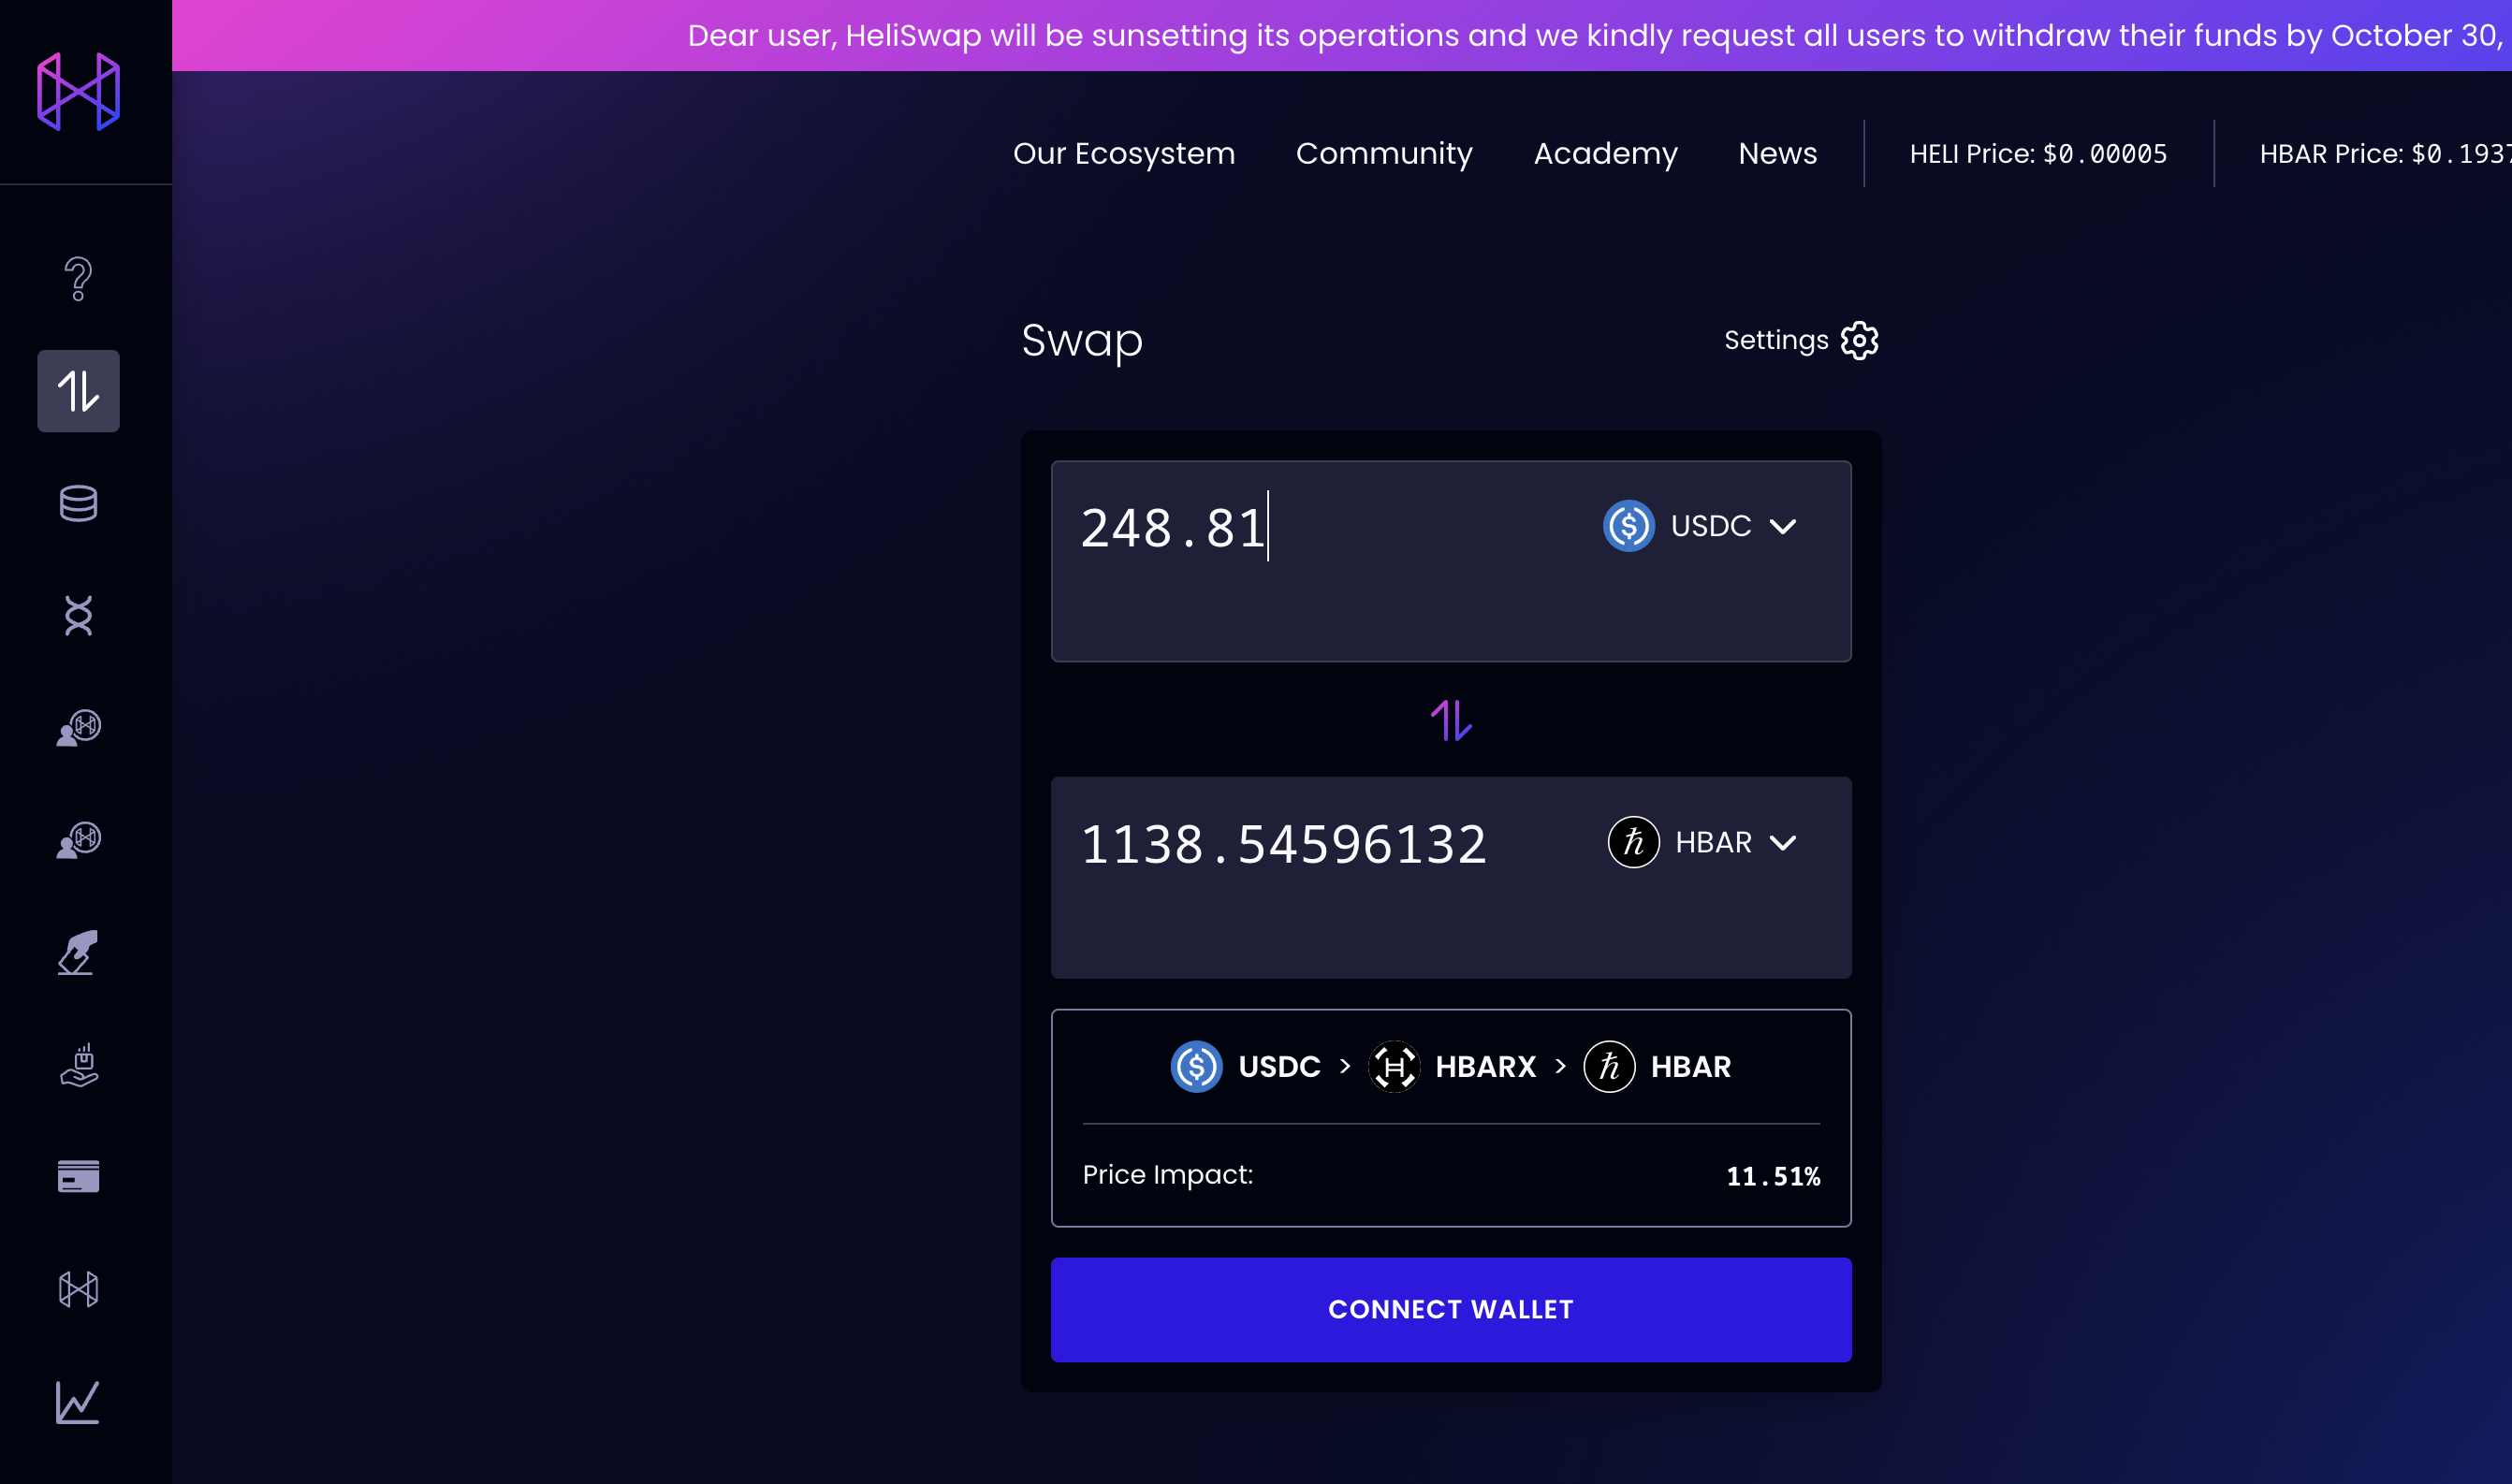 Dear user, HeliSwap will be sunsetting its operations and we kindly request all users to withdraw their funds by October 30,
Our Ecosystem Community Academy News HELI Price: $0.00005 HBAR Price: $0.1937
Swap Settings
248.81 USDC
1138.54596132 HBAR
USDC > HBARX > HBAR
Price Impact: 11.51%
CONNECT WALLET